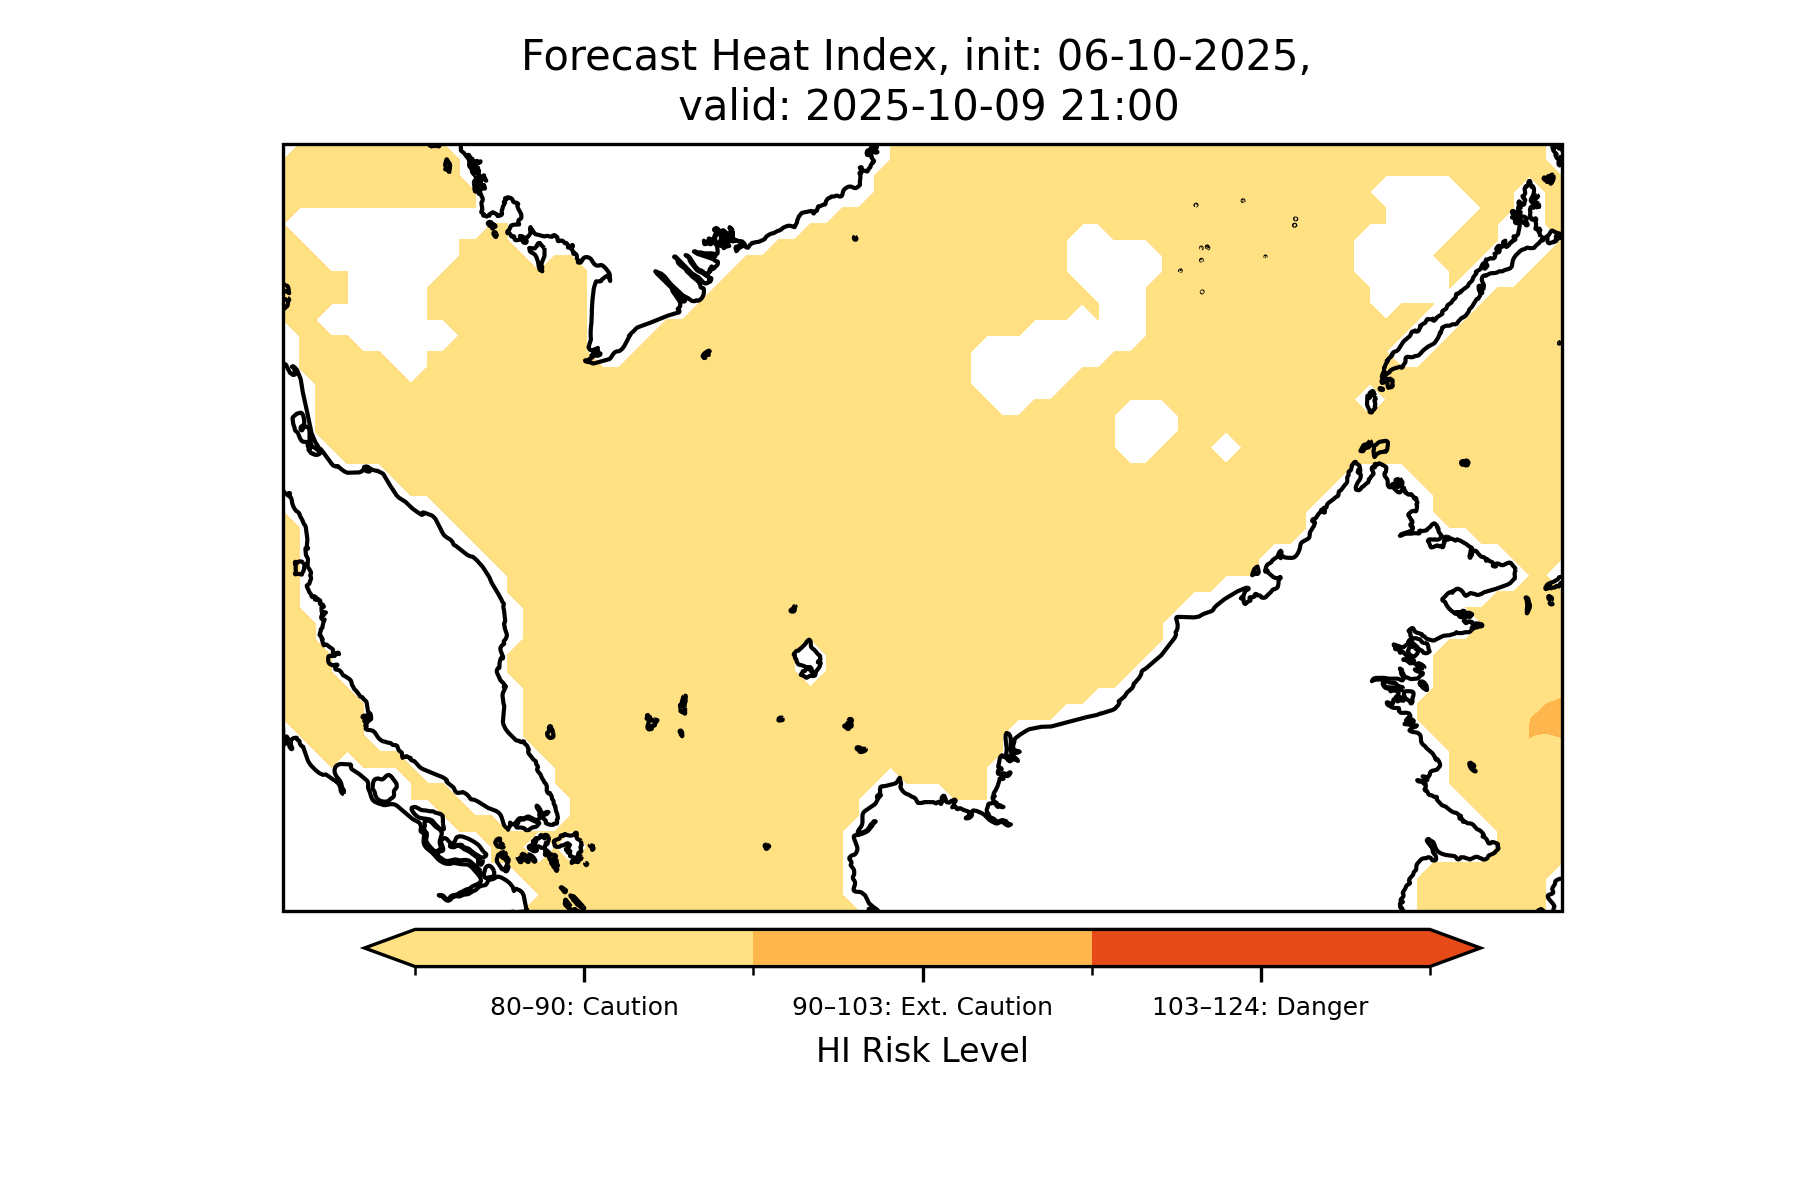 Forecast Heat Index, init: 06-10-2025,
valid: 2025-10-09 21:00
80–90: Caution
90–103: Ext. Caution
103–124: Danger
HI Risk Level